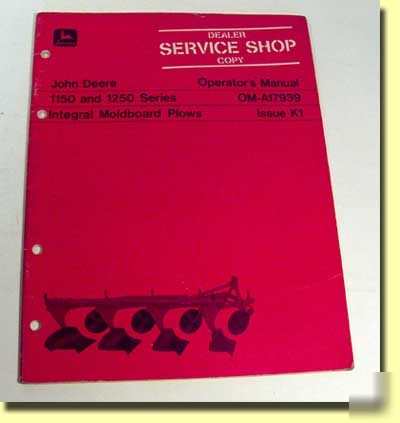 DEALER
SERVICE SHOP
COPY
John Deere Operator's Manual
1150 and 1250 Series OM-A17939
Integral Moldboard Plows Issue K1